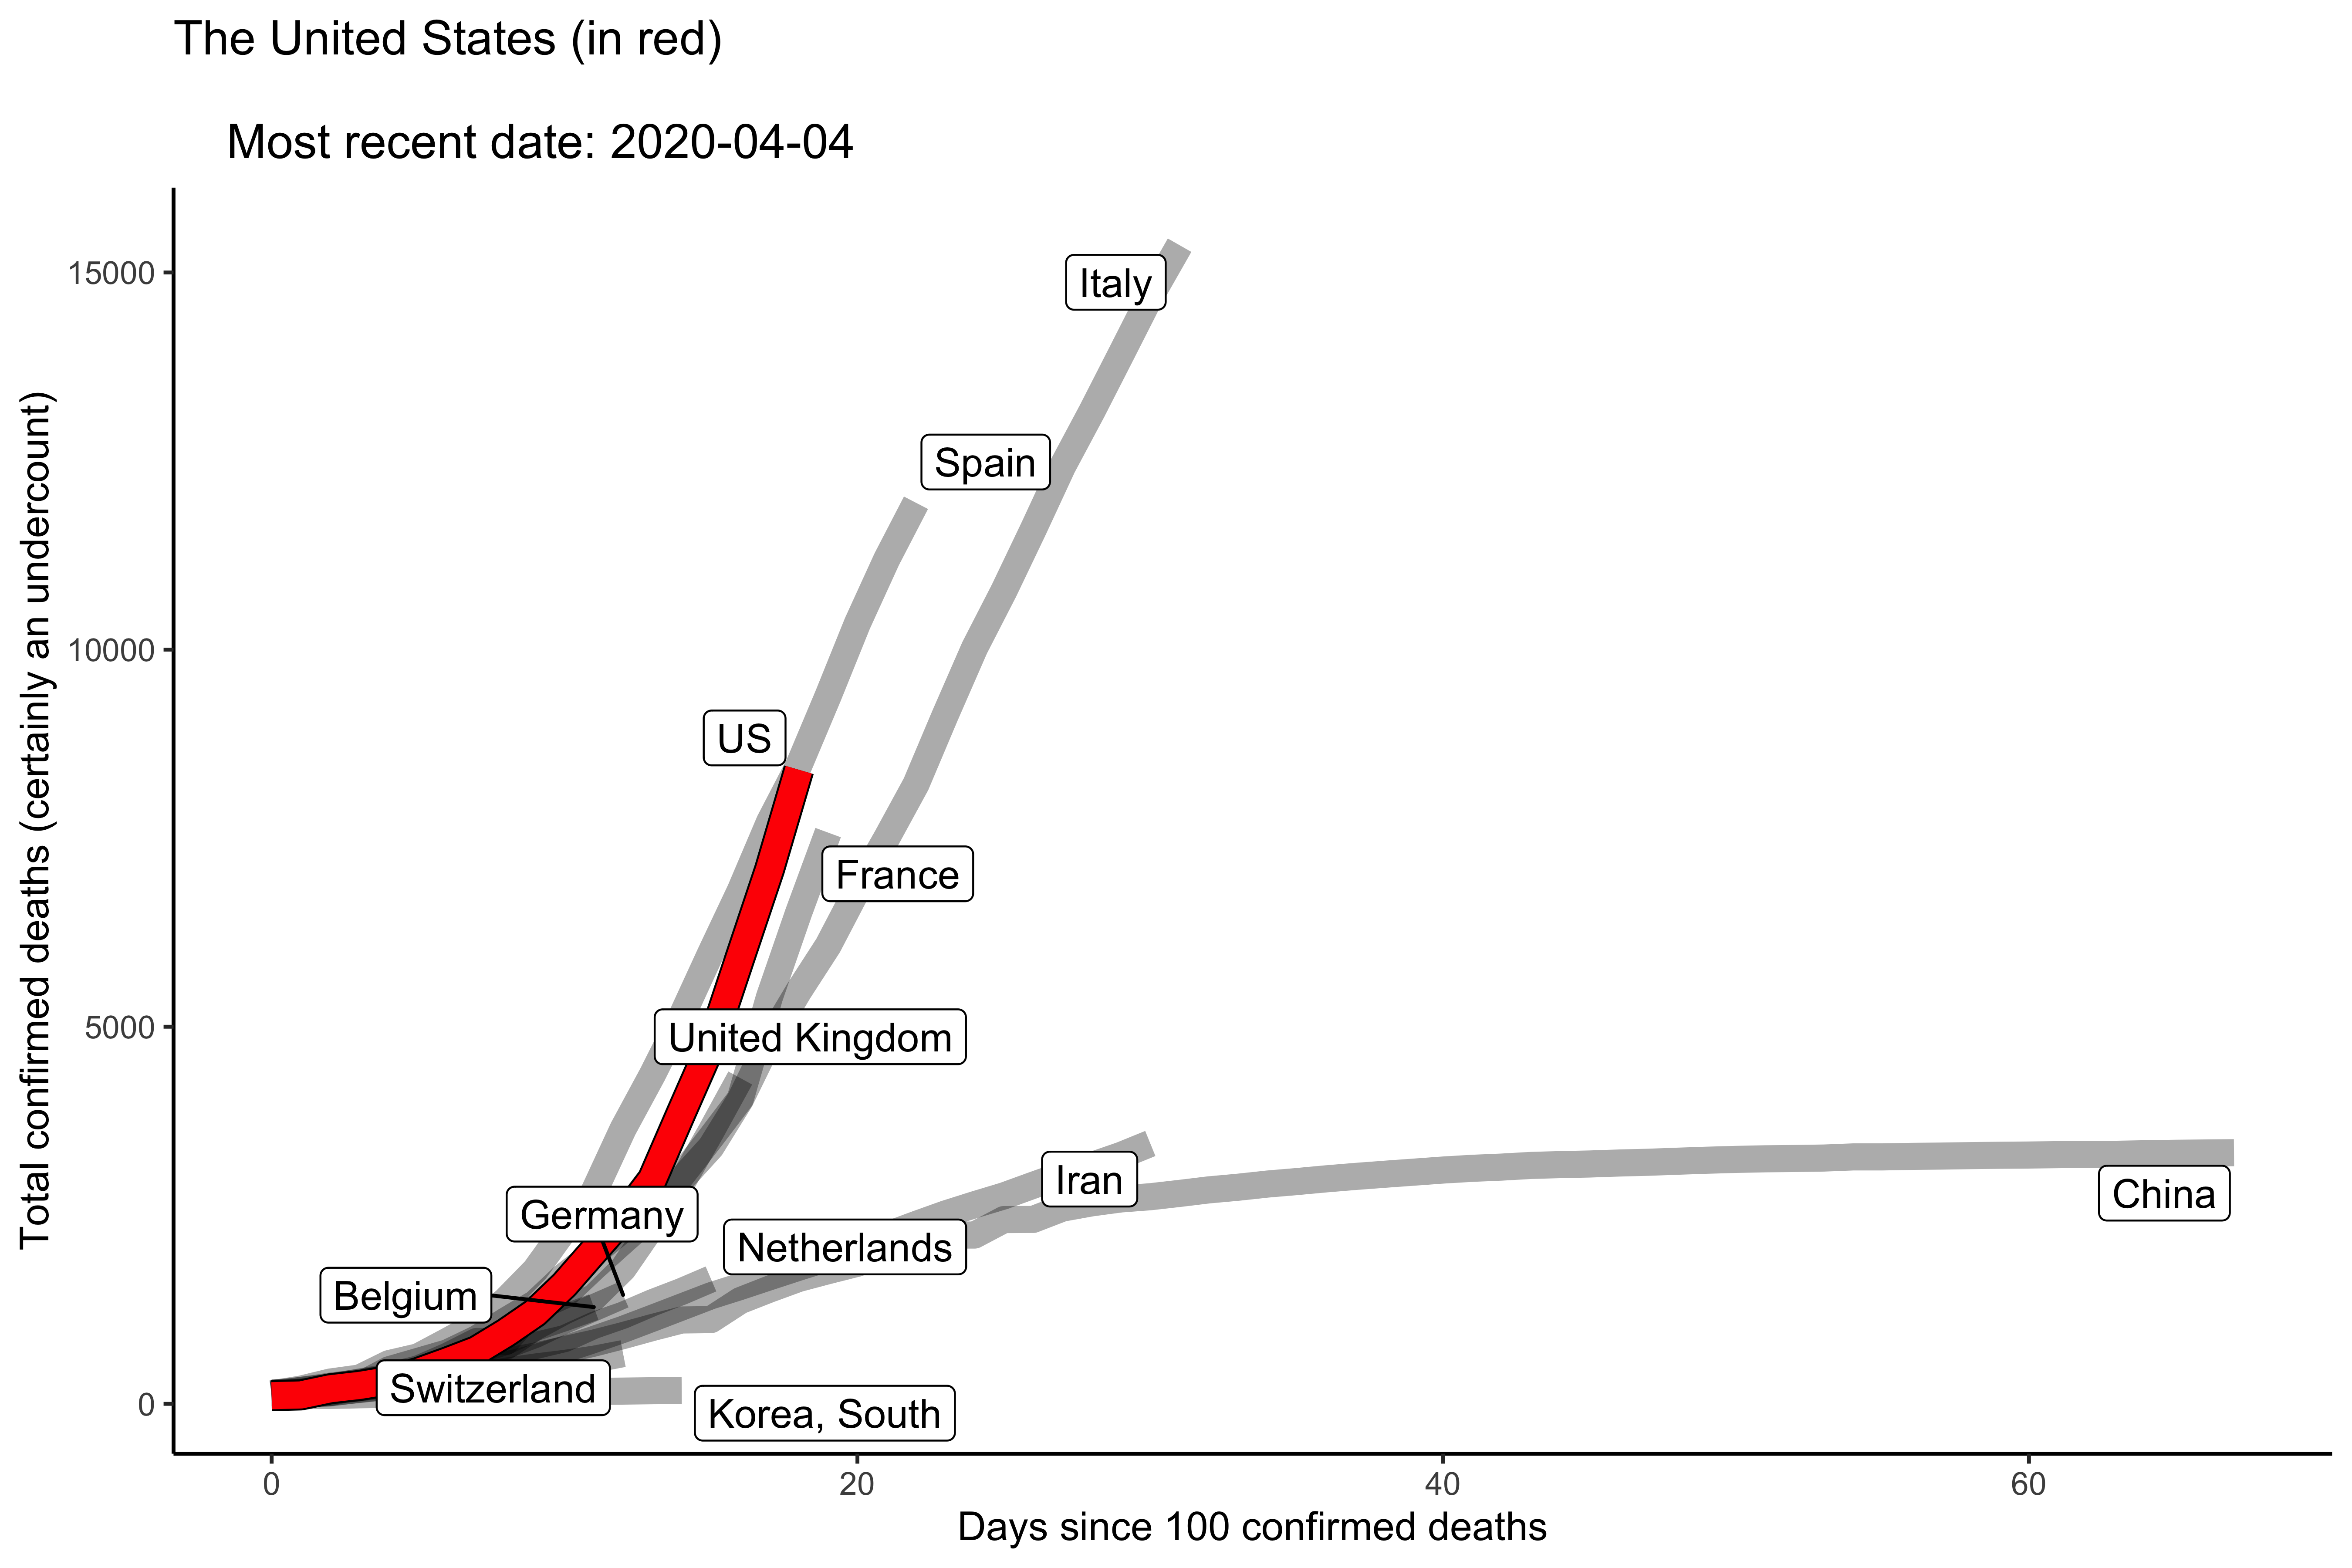 The United States (in red)
Most recent date: 2020-04-04
Total confirmed deaths (certainly an undercount)
15000
10000
5000
0
Italy
Spain
US
France
United Kingdom
Iran
China
Germany
Netherlands
Belgium
Switzerland
Korea, South
0
20
40
60
Days since 100 confirmed deaths